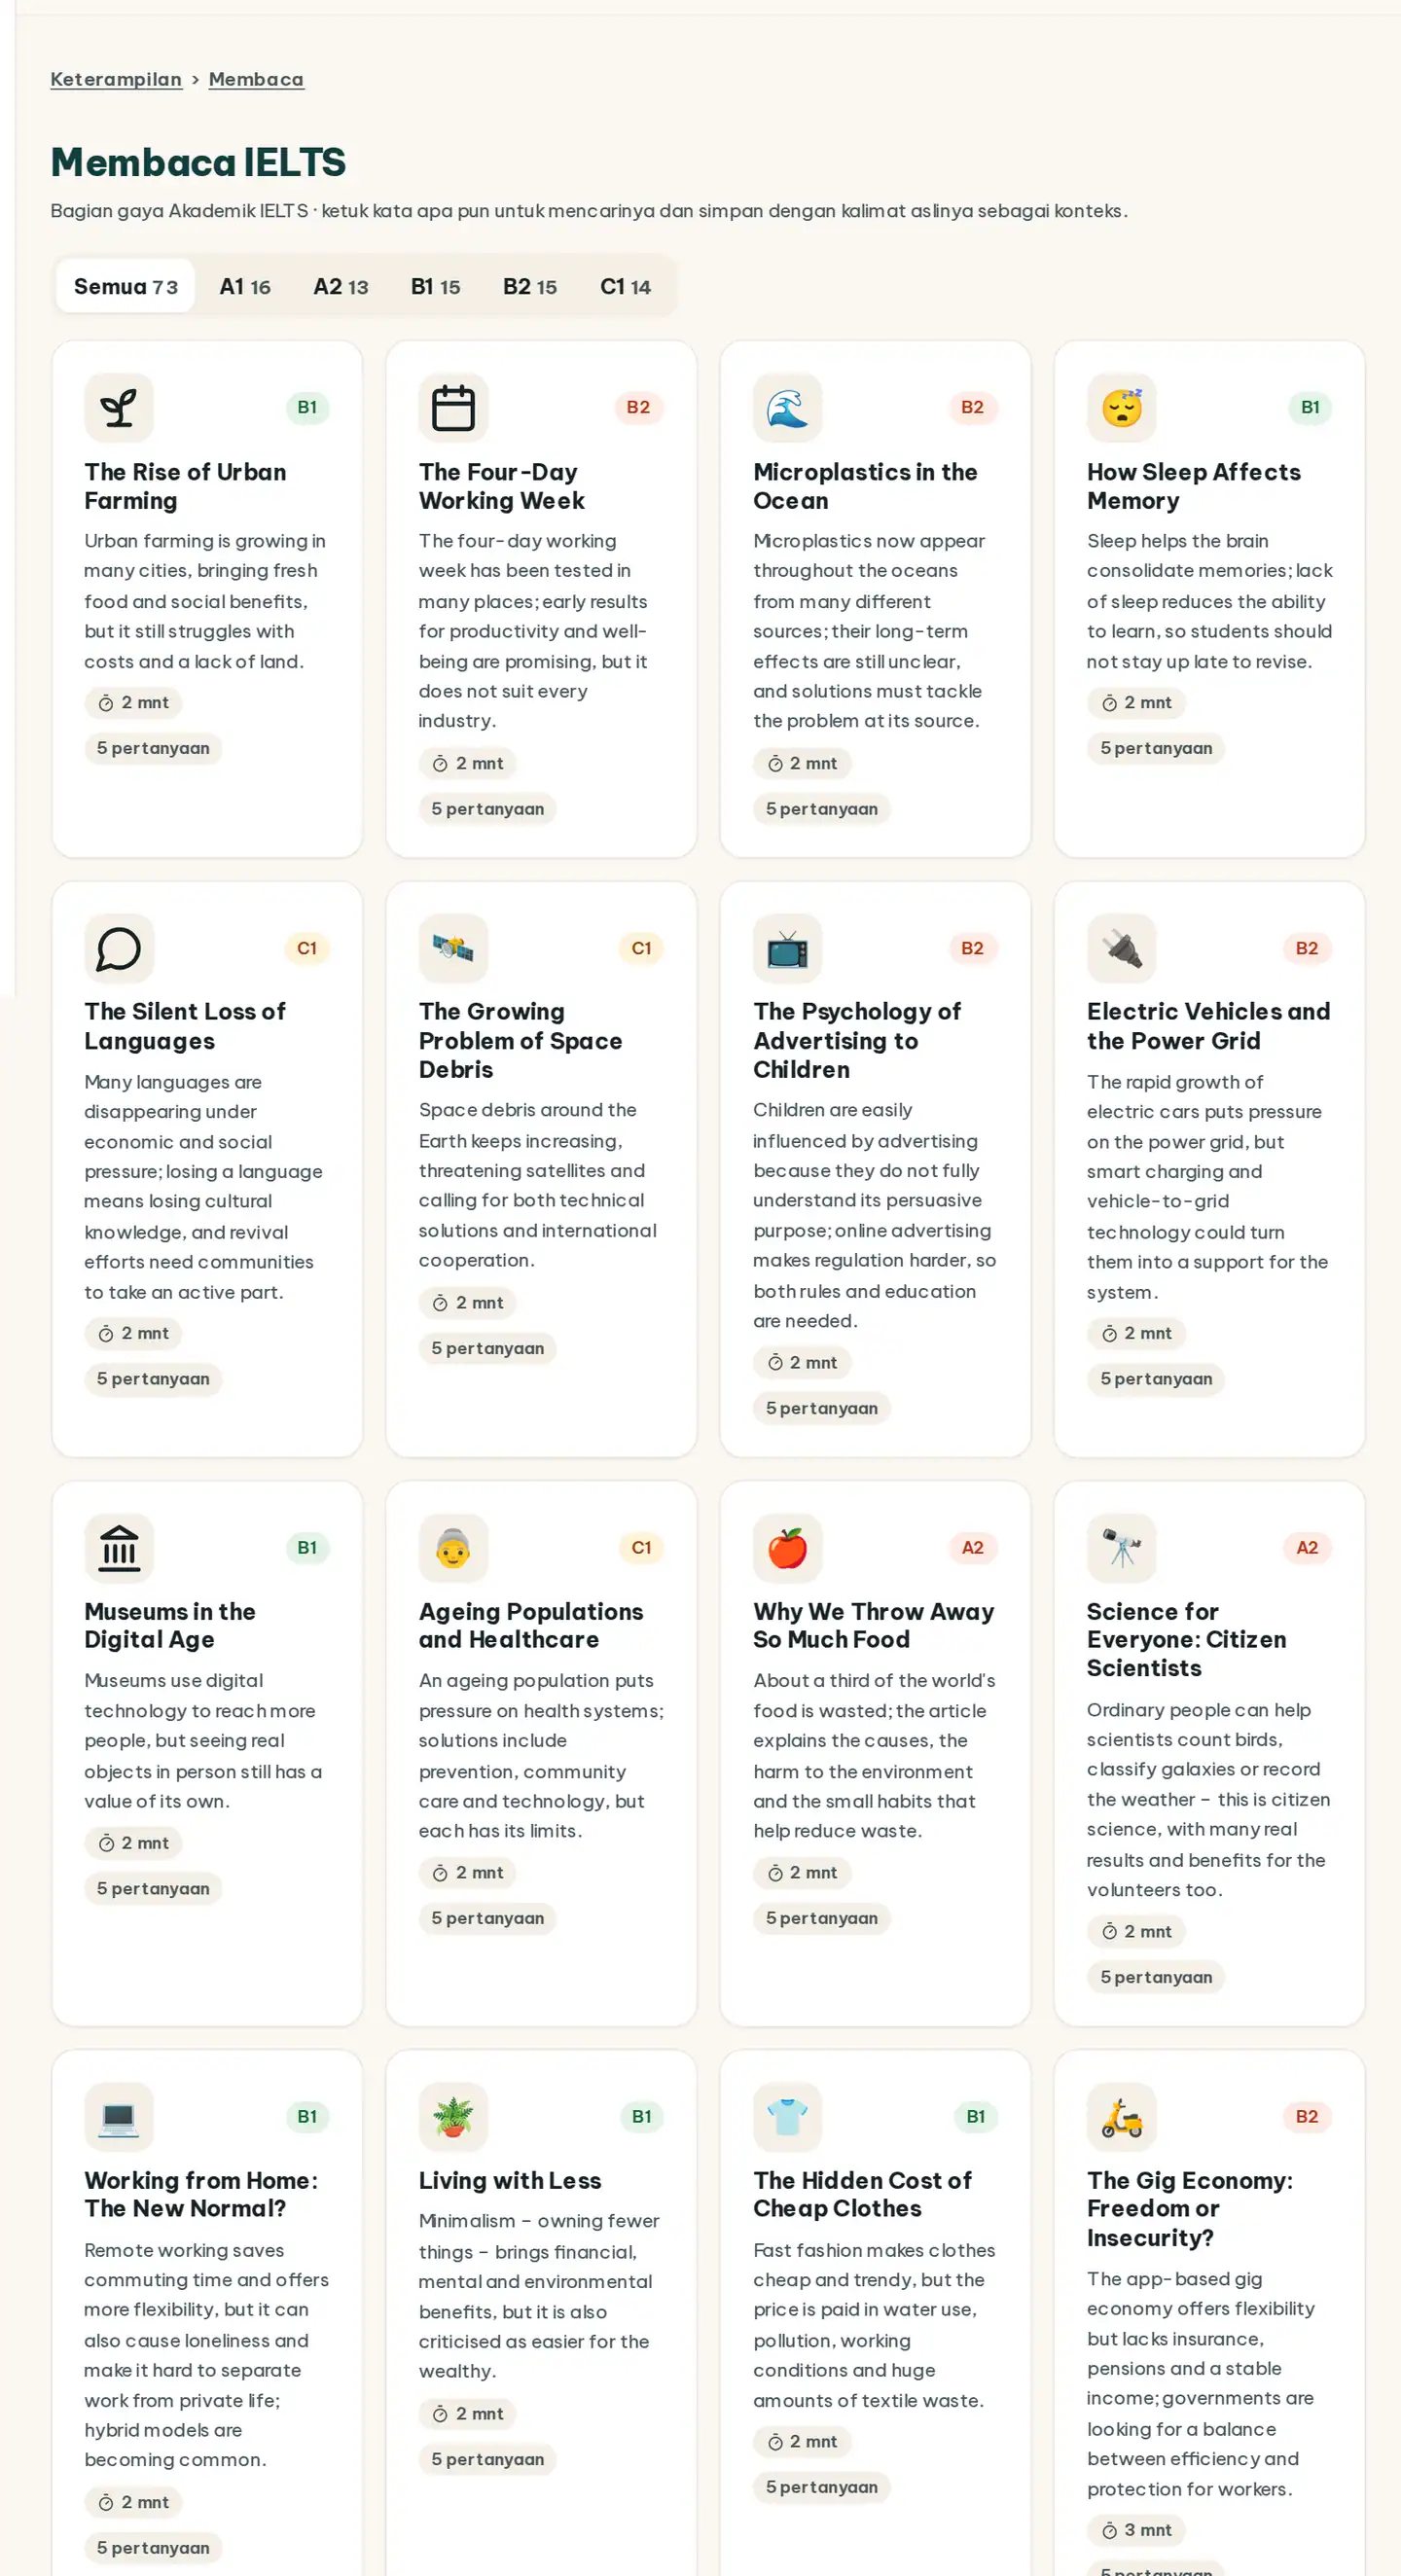 Keterampilan > Membaca
Membaca IELTS
Bagian gaya Akademik IELTS · ketuk kata apa pun untuk mencarinya dan simpan dengan kalimat aslinya sebagai konteks.
Semua 73 A1 16 A2 13 B1 15 B2 15 C1 14
B1
The Rise of Urban
Farming
Urban farming is growing in
many cities, bringing fresh
food and social benefits,
but it still struggles with
costs and a lack of land.
2 mnt
5 pertanyaan
B2
The Four-Day
Working Week
The four-day working
week has been tested in
many places; early results
for productivity and well-
being are promising, but it
does not suit every
industry.
2 mnt
5 pertanyaan
B2
Microplastics in the
Ocean
Microplastics now appear
throughout the oceans
from many different
sources; their long-term
effects are still unclear,
and solutions must tackle
the problem at its source.
2 mnt
5 pertanyaan
B1
How Sleep Affects
Memory
Sleep helps the brain
consolidate memories; lack
of sleep reduces the ability
to learn, so students should
not stay up late to revise.
2 mnt
5 pertanyaan
C1
The Silent Loss of
Languages
Many languages are
disappearing under
economic and social
pressure; losing a language
means losing cultural
knowledge, and revival
efforts need communities
to take an active part.
2 mnt
5 pertanyaan
C1
The Growing
Problem of Space
Debris
Space debris around the
Earth keeps increasing,
threatening satellites and
calling for both technical
solutions and international
cooperation.
2 mnt
5 pertanyaan
B2
The Psychology of
Advertising to
Children
Children are easily
influenced by advertising
because they do not fully
understand its persuasive
purpose; online advertising
makes regulation harder, so
both rules and education
are needed.
2 mnt
5 pertanyaan
B2
Electric Vehicles and
the Power Grid
The rapid growth of
electric cars puts pressure
on the power grid, but
smart charging and
vehicle-to-grid
technology could turn
them into a support for the
system.
2 mnt
5 pertanyaan
B1
Museums in the
Digital Age
Museums use digital
technology to reach more
people, but seeing real
objects in person still has a
value of its own.
2 mnt
5 pertanyaan
C1
Ageing Populations
and Healthcare
An ageing population puts
pressure on health systems;
solutions include
prevention, community
care and technology, but
each has its limits.
2 mnt
5 pertanyaan
A2
Why We Throw Away
So Much Food
About a third of the world's
food is wasted; the article
explains the causes, the
harm to the environment
and the small habits that
help reduce waste.
2 mnt
5 pertanyaan
A2
Science for
Everyone: Citizen
Scientists
Ordinary people can help
scientists count birds,
classify galaxies or record
the weather – this is citizen
science, with many real
results and benefits for the
volunteers too.
2 mnt
5 pertanyaan
B1
Working from Home:
The New Normal?
Remote working saves
commuting time and offers
more flexibility, but it can
also cause loneliness and
make it hard to separate
work from private life;
hybrid models are
becoming common.
2 mnt
5 pertanyaan
B1
Living with Less
Minimalism – owning fewer
things – brings financial,
mental and environmental
benefits, but it is also
criticised as easier for the
wealthy.
2 mnt
5 pertanyaan
B1
The Hidden Cost of
Cheap Clothes
Fast fashion makes clothes
cheap and trendy, but the
price is paid in water use,
pollution, working
conditions and huge
amounts of textile waste.
2 mnt
5 pertanyaan
B2
The Gig Economy:
Freedom or
Insecurity?
The app-based gig
economy offers flexibility
but lacks insurance,
pensions and a stable
income; governments are
looking for a balance
between efficiency and
protection for workers.
3 mnt